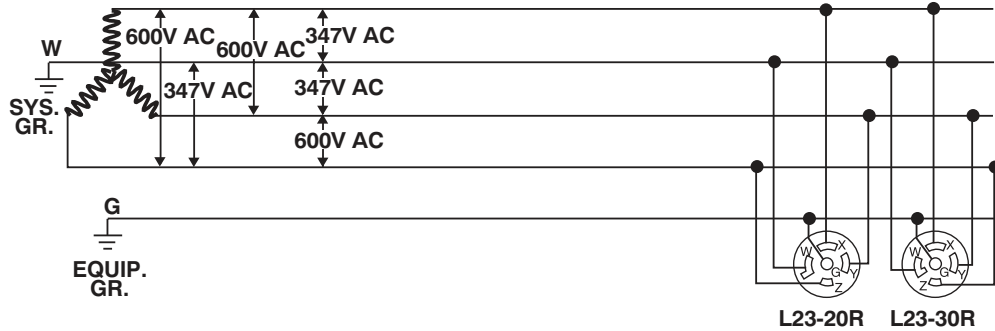 600V AC
347V AC
W
600V AC
347V AC
347V AC
SYS.
GR.
600V AC
G
EQUIP.
GR.
W
X
G
Y
Z
W
X
G
Y
Z
L23-20R
L23-30R